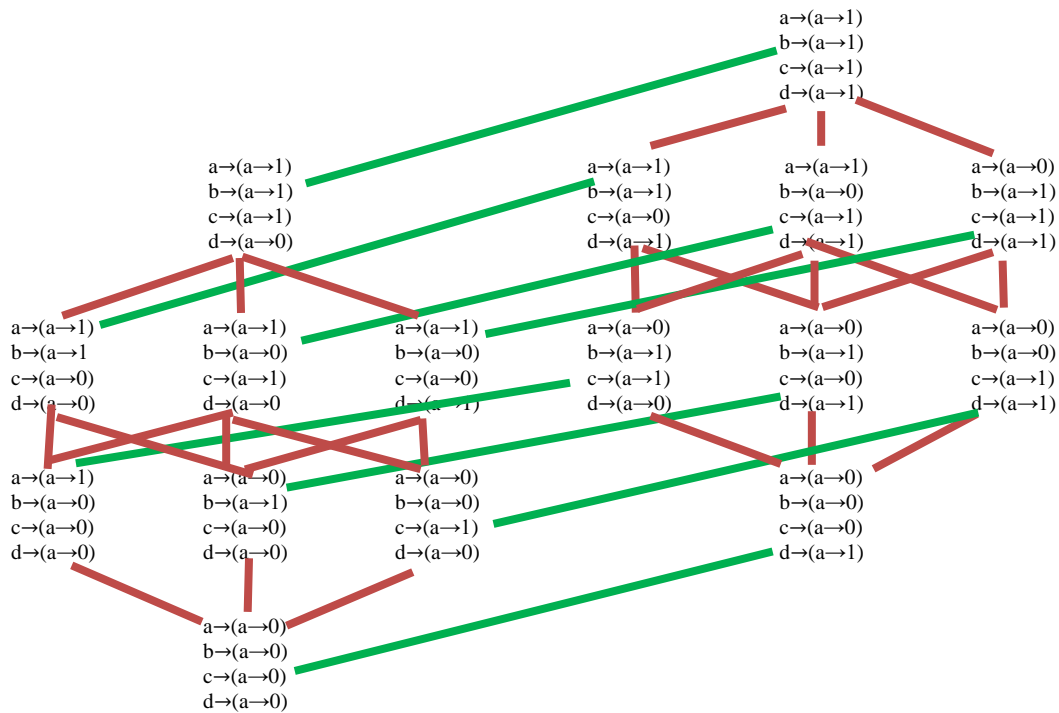 a→(a→1)
b→(a→1)
c→(a→1)
d→(a→1)
a→(a→1)
b→(a→1)
c→(a→1)
d→(a→0)
a→(a→1)
b→(a→1)
c→(a→0)
d→(a→1)
a→(a→1)
b→(a→0)
c→(a→1)
d→(a→1)
a→(a→0)
b→(a→1)
c→(a→1)
d→(a→1)
a→(a→1)
b→(a→1
c→(a→0)
d→(a→0)
a→(a→1)
b→(a→0)
c→(a→1)
d→(a→0
a→(a→1)
b→(a→0)
c→(a→0)
d→(a→1)
a→(a→0)
b→(a→1)
c→(a→1)
d→(a→0)
a→(a→0)
b→(a→1)
c→(a→0)
d→(a→1)
a→(a→0)
b→(a→0)
c→(a→1)
d→(a→1)
a→(a→1)
b→(a→0)
c→(a→0)
d→(a→0)
a→(a→0)
b→(a→1)
c→(a→0)
d→(a→0)
a→(a→0)
b→(a→0)
c→(a→1)
d→(a→0)
a→(a→0)
b→(a→0)
c→(a→0)
d→(a→1)
a→(a→0)
b→(a→0)
c→(a→0)
d→(a→0)